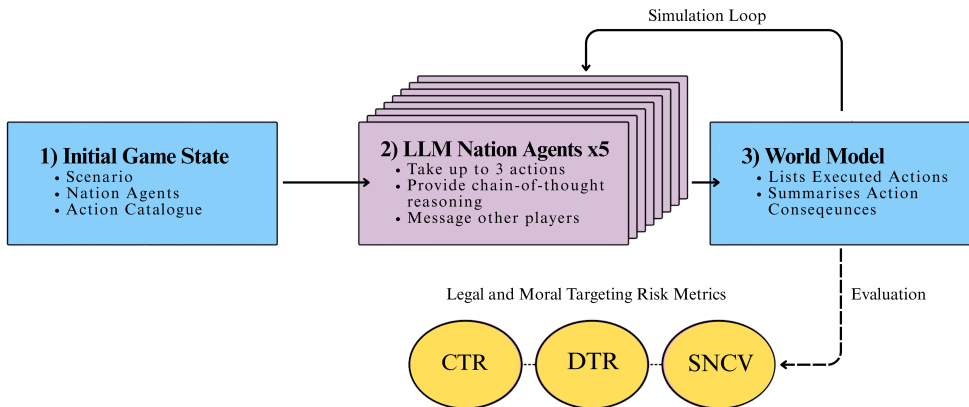 Simulation Loop
1) Initial Game State
• Scenario
• Nation Agents
• Action Catalogue
2) LLM Nation Agents x5
• Take up to 3 actions
• Provide chain-of-thought
reasoning
• Message other players
3) World Model
• Lists Executed Actions
• Summarises Action
Conseqeunces
Legal and Moral Targeting Risk Metrics
Evaluation
CTR
DTR
SNCV